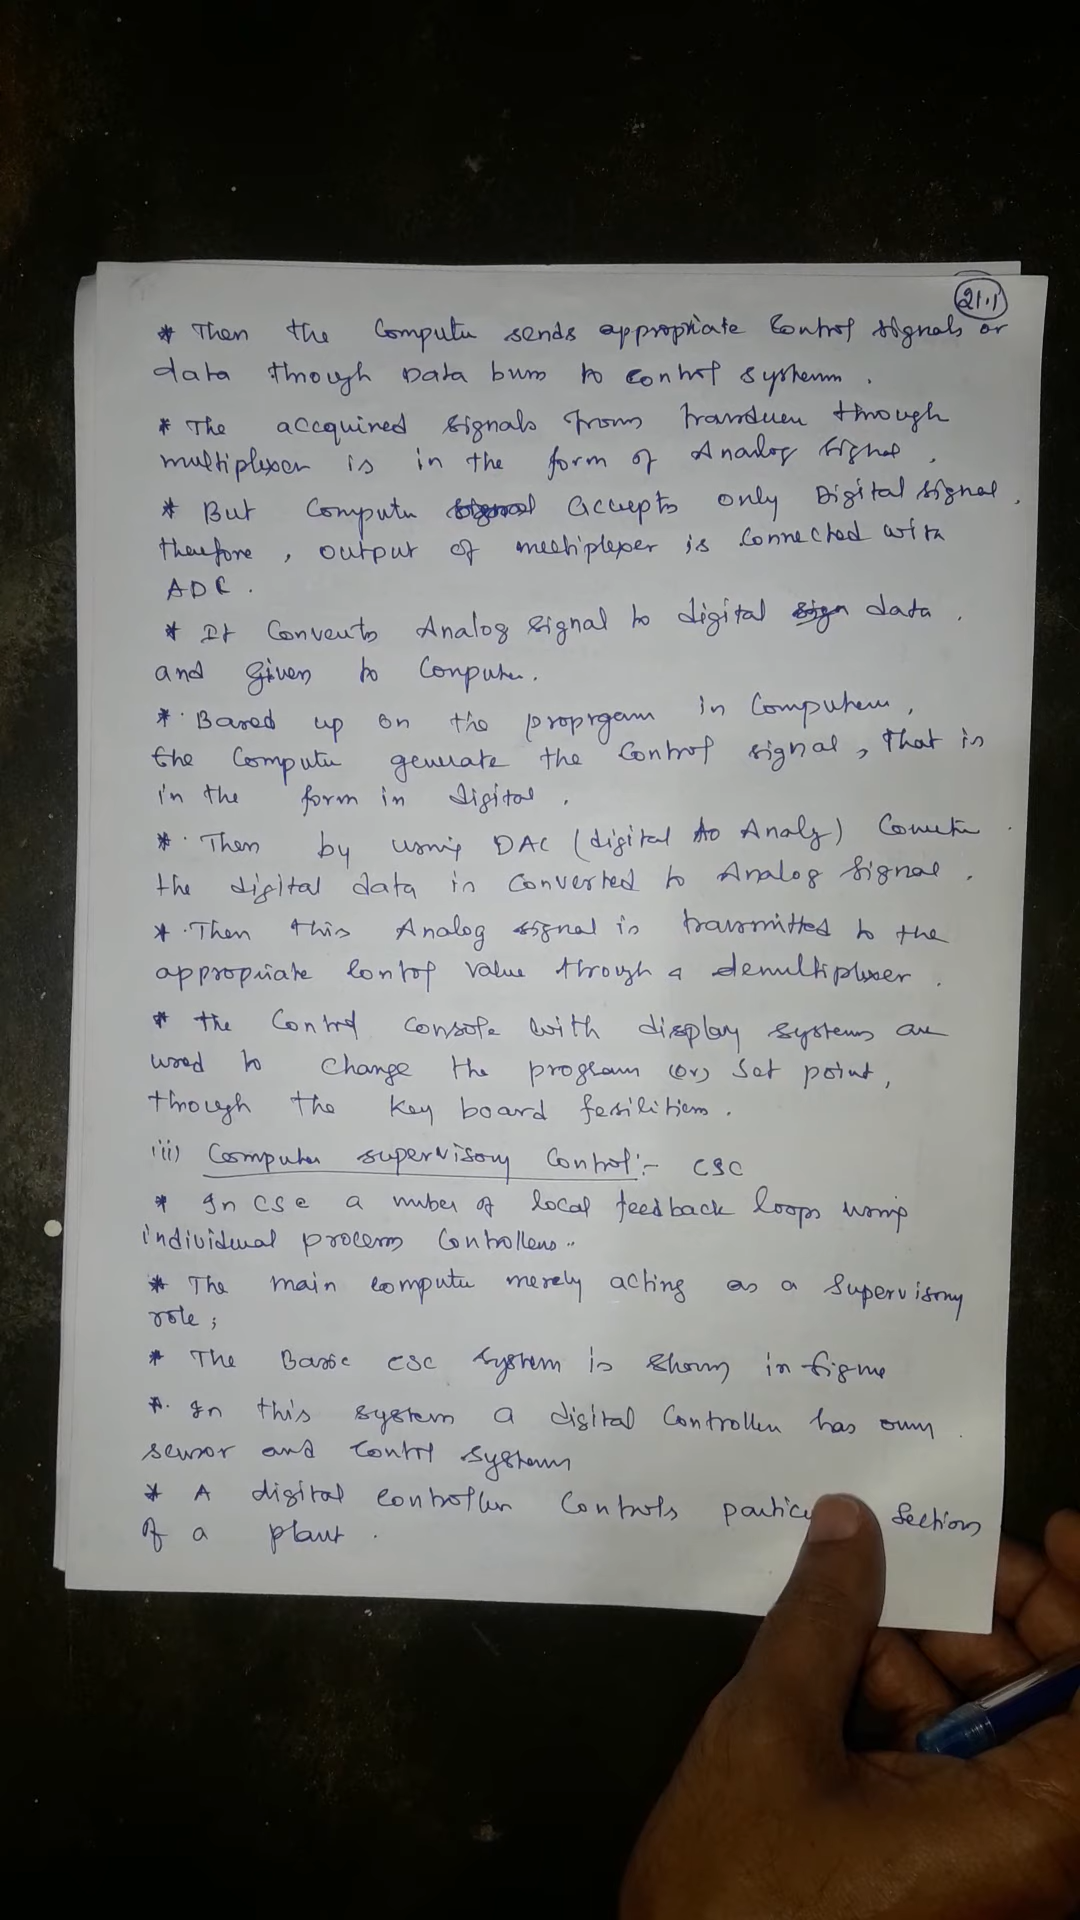 21.1
* Then the Computer sends appropriate Control signals or
data through Data bus to control system.
* The accquired signals from transducer through
multiplexer is in the form of Analog signal.
* But Computer accepts only Digital signal.
therefore, output of multiplexer is Connected with
ADC.
* It Converts Analog signal to digital data.
and given to Computer.
* Based up on the proprgam in Computer,
the Computer generate the Control signal, that is
in the form in digital.
* Then by using DAC (digital to Analg)
the digital data is Converted to Analog signal.
* Then this Analog signal is transmitted to the
appropriate Control value through a demultiplexer.
* the Control Console with display systems are
used to change the program (or) set point,
through the Key board fesilities.
iii) Computer supervisory Control:- CSC
* In CSC a nuber of local feedback loops using
individual process Controllers..
* The main computer merely acting as a Supervisory
role;
* The Basic CSC system is shown in figure
* In this system a digital Controller has own
sensor and Control system
* A digital controller Controls section
of a plant.